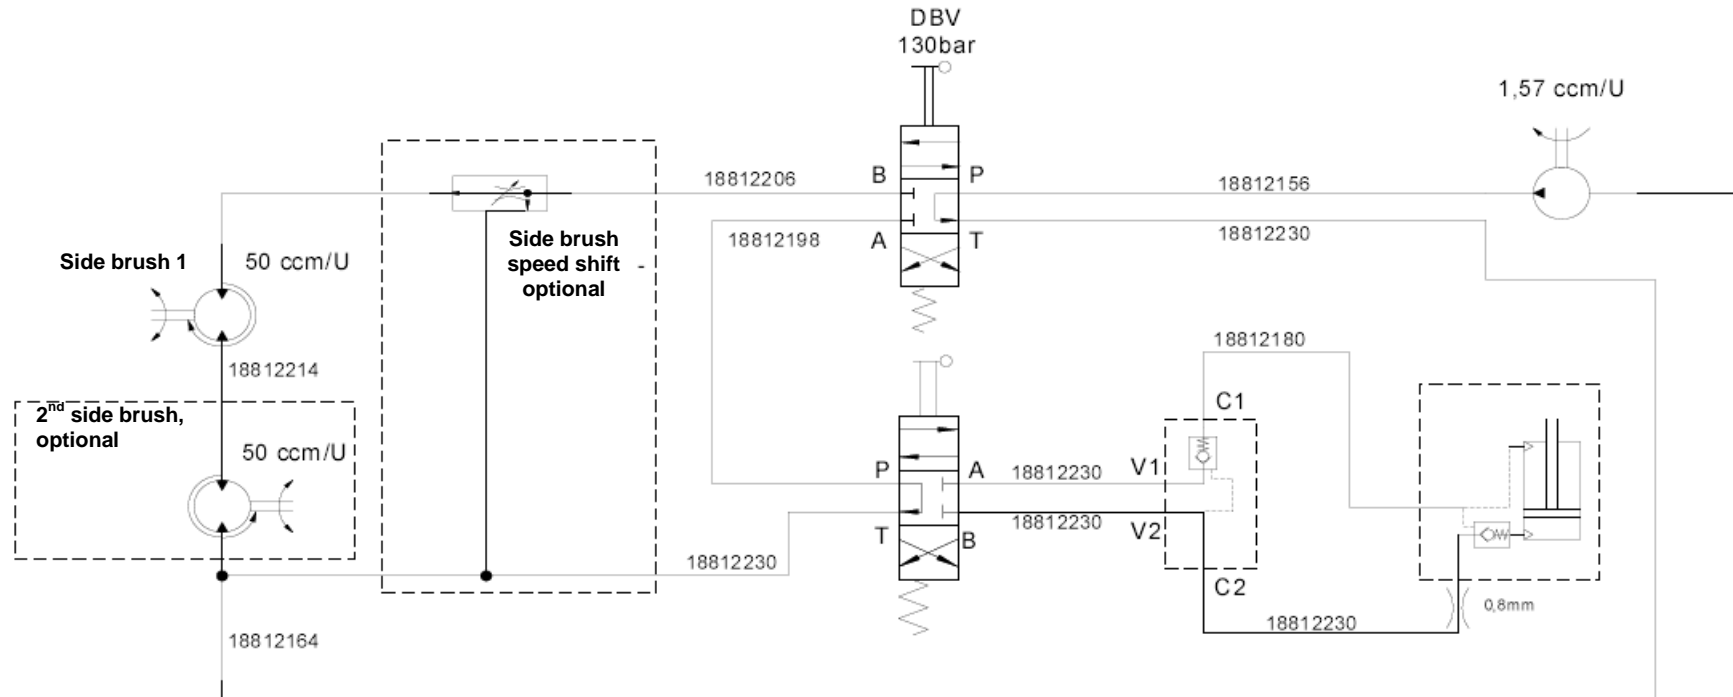 DBV
130bar
1,57 ccm/U
18812206
B
P
18812156
18812198
A
T
18812230
Side brush
speed shift -
optional
Side brush 1
50 ccm/U
18812180
18812214
2nd side brush,
optional
50 ccm/U
C1
P
A
18812230
V1
18812230
V2
T
B
18812230
C2
0,8mm
18812230
18812164